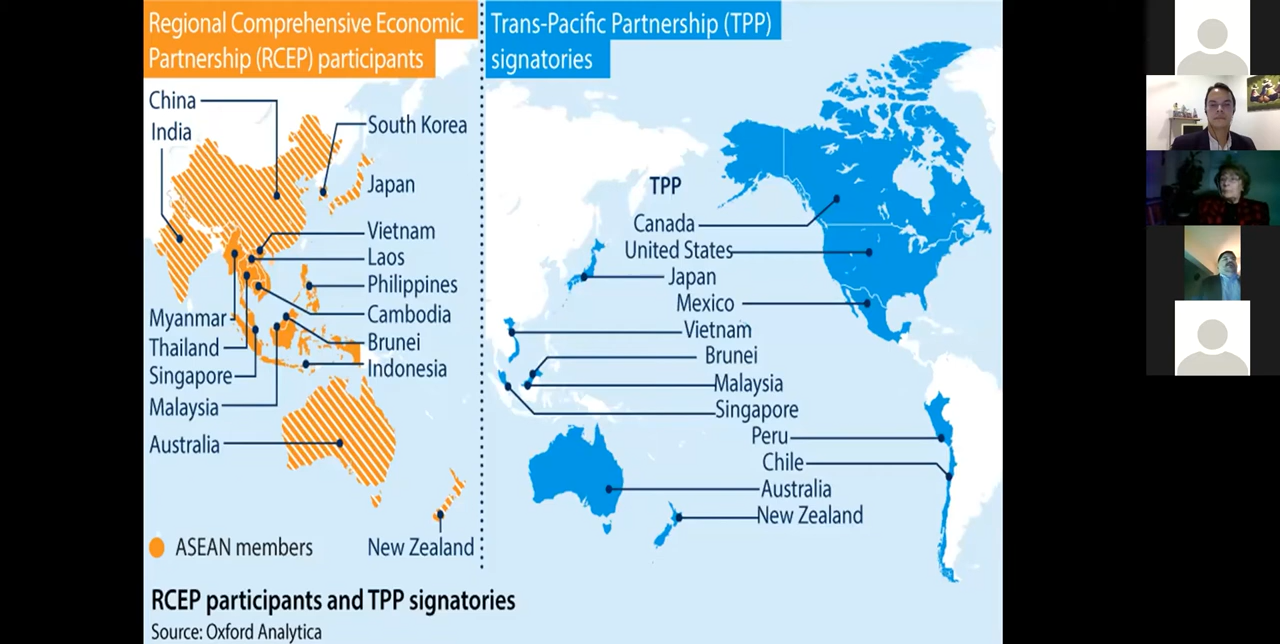 Regional Comprehensive Economic
Partnership (RCEP) participants
China
India
South Korea
Japan
Vietnam
Laos
Philippines
Cambodia
Brunei
Indonesia
Myanmar
Thailand
Singapore
Malaysia
Australia
New Zealand
ASEAN members
Trans-Pacific Partnership (TPP)
signatories
TPP
Canada
United States
Japan
Mexico
Vietnam
Brunei
Malaysia
Singapore
Peru
Chile
Australia
New Zealand
RCEP participants and TPP signatories
Source: Oxford Analytica